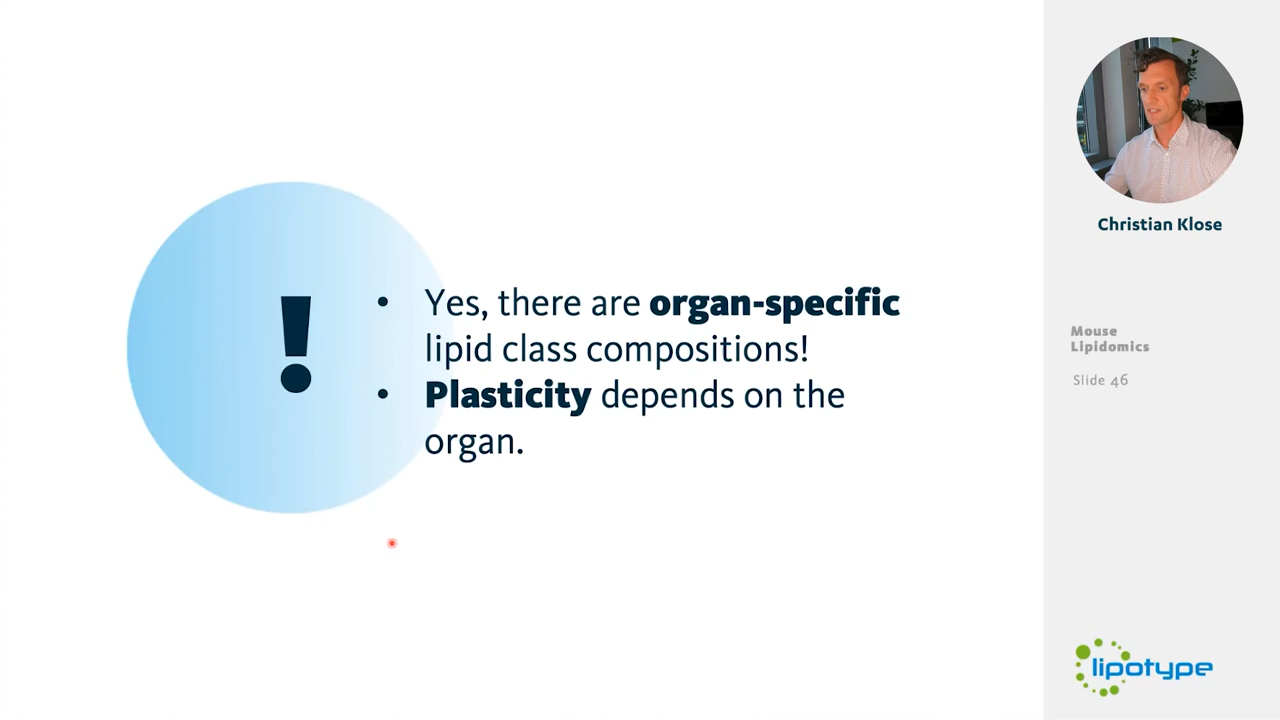 !
• Yes, there are organ-specific
lipid class compositions!
• Plasticity depends on the
organ.
Christian Klose
Mouse
Lipidomics
Slide 46
lipotype